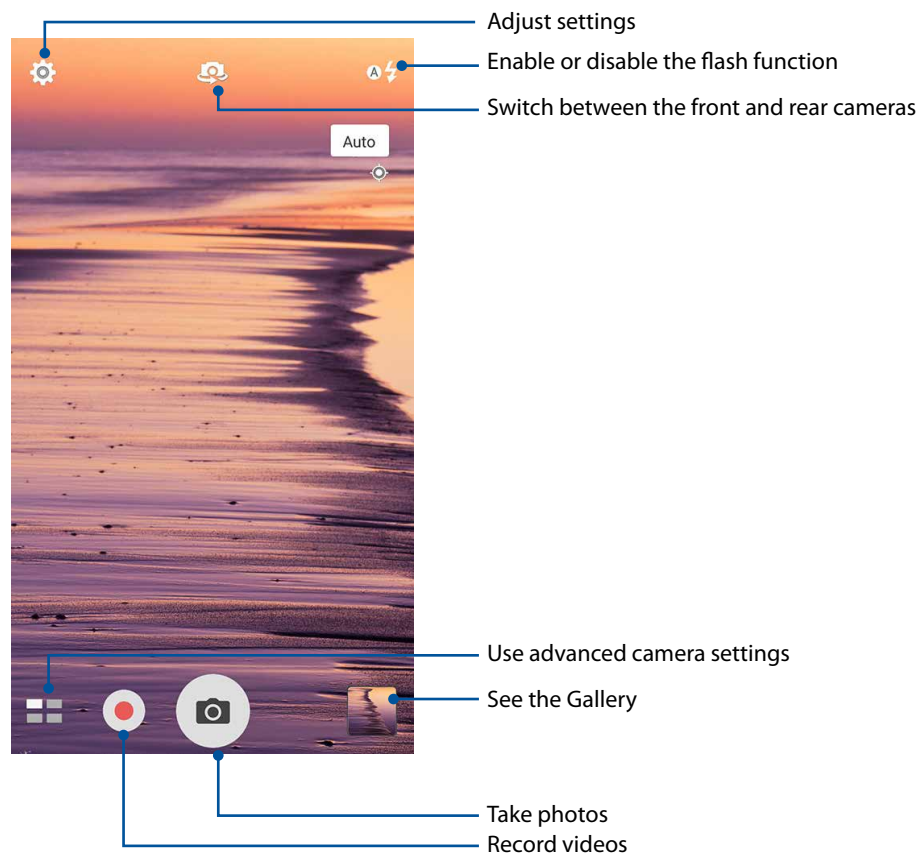 Adjust settings
Enable or disable the flash function
A
Switch between the front and rear cameras
Auto
Use advanced camera settings
See the Gallery
Take photos
Record videos